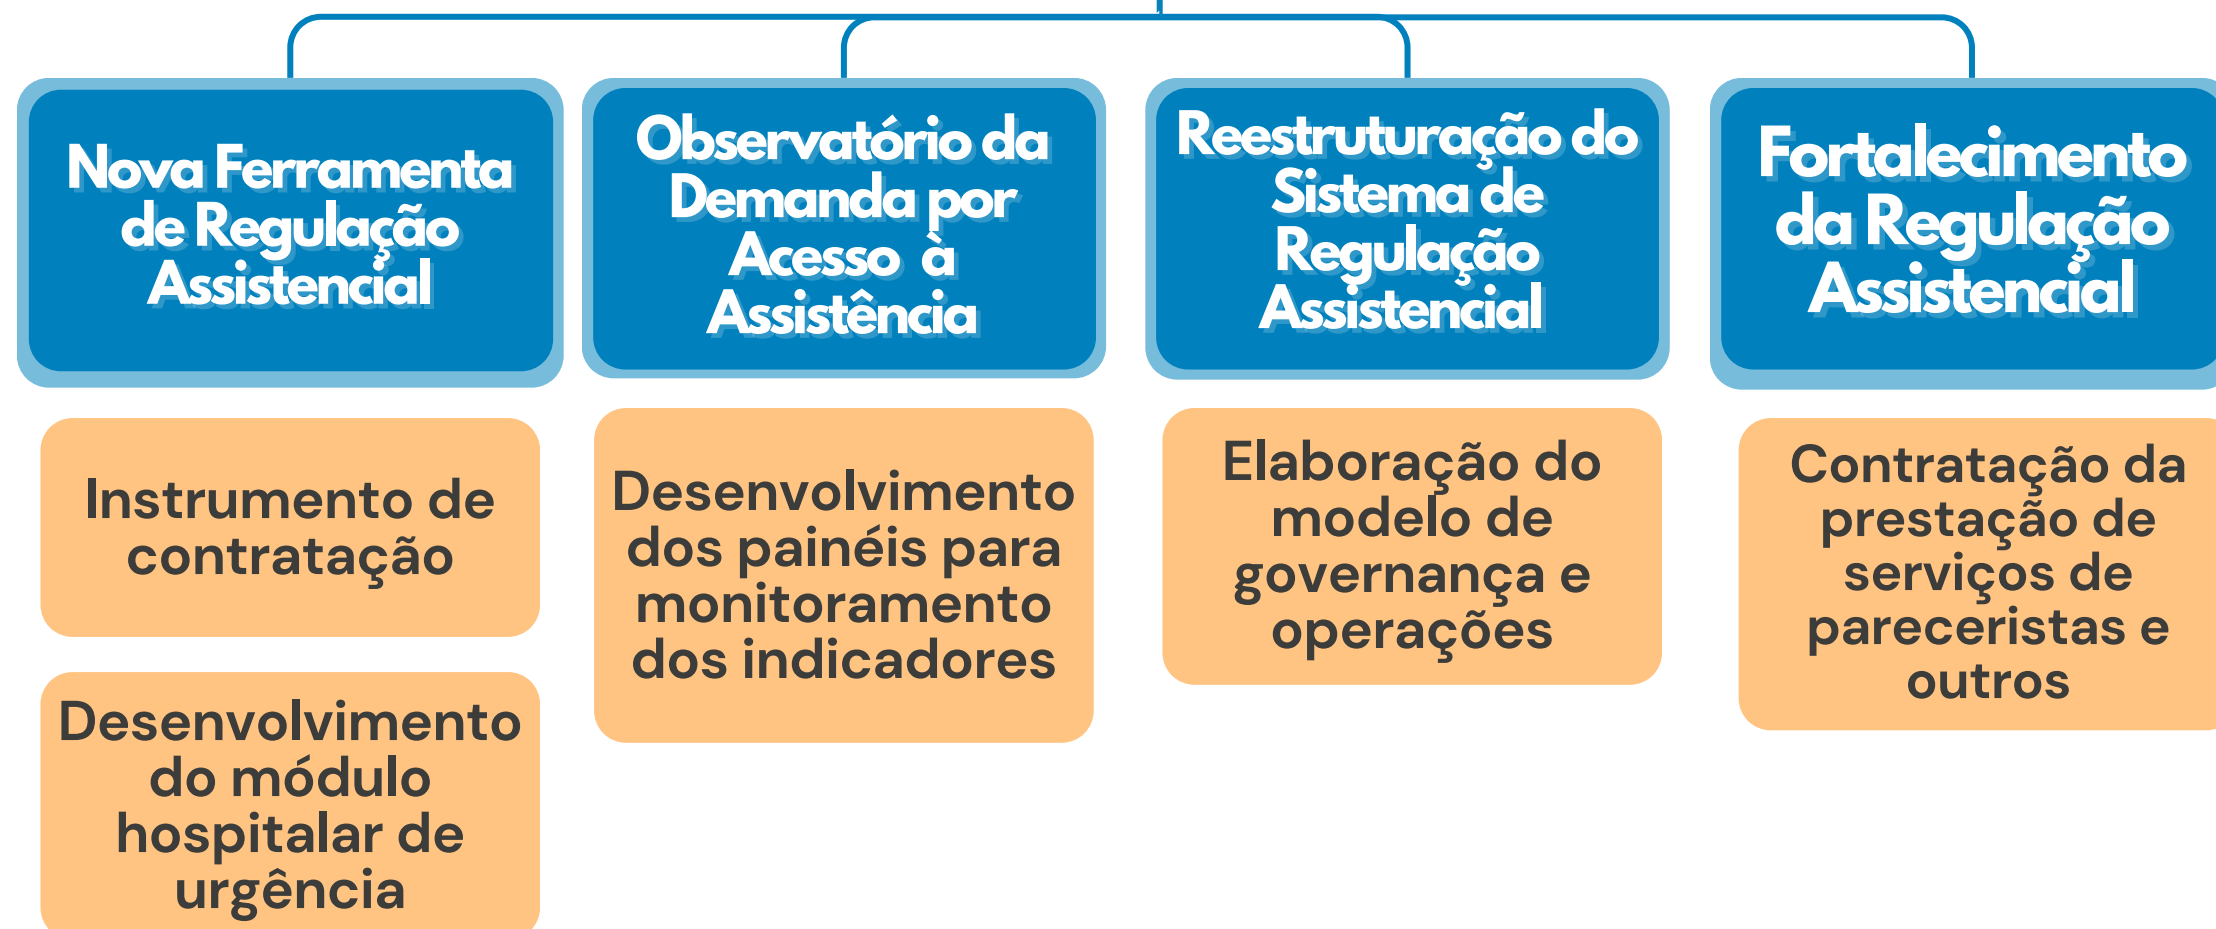 Nova Ferramenta
de Regulação
Assistencial
Observatório da
Demanda por
Acesso à
Assistência
Reestruturação do
Sistema de
Regulação
Assistencial
Fortalecimento
da Regulação
Assistencial
Instrumento de
contratação
Desenvolvimento
do módulo
hospitalar de
urgência
Desenvolvimento
dos painéis para
monitoramento
dos indicadores
Elaboração do
modelo de
governança e
operações
Contratação da
prestação de
serviços de
pareceristas e
outros